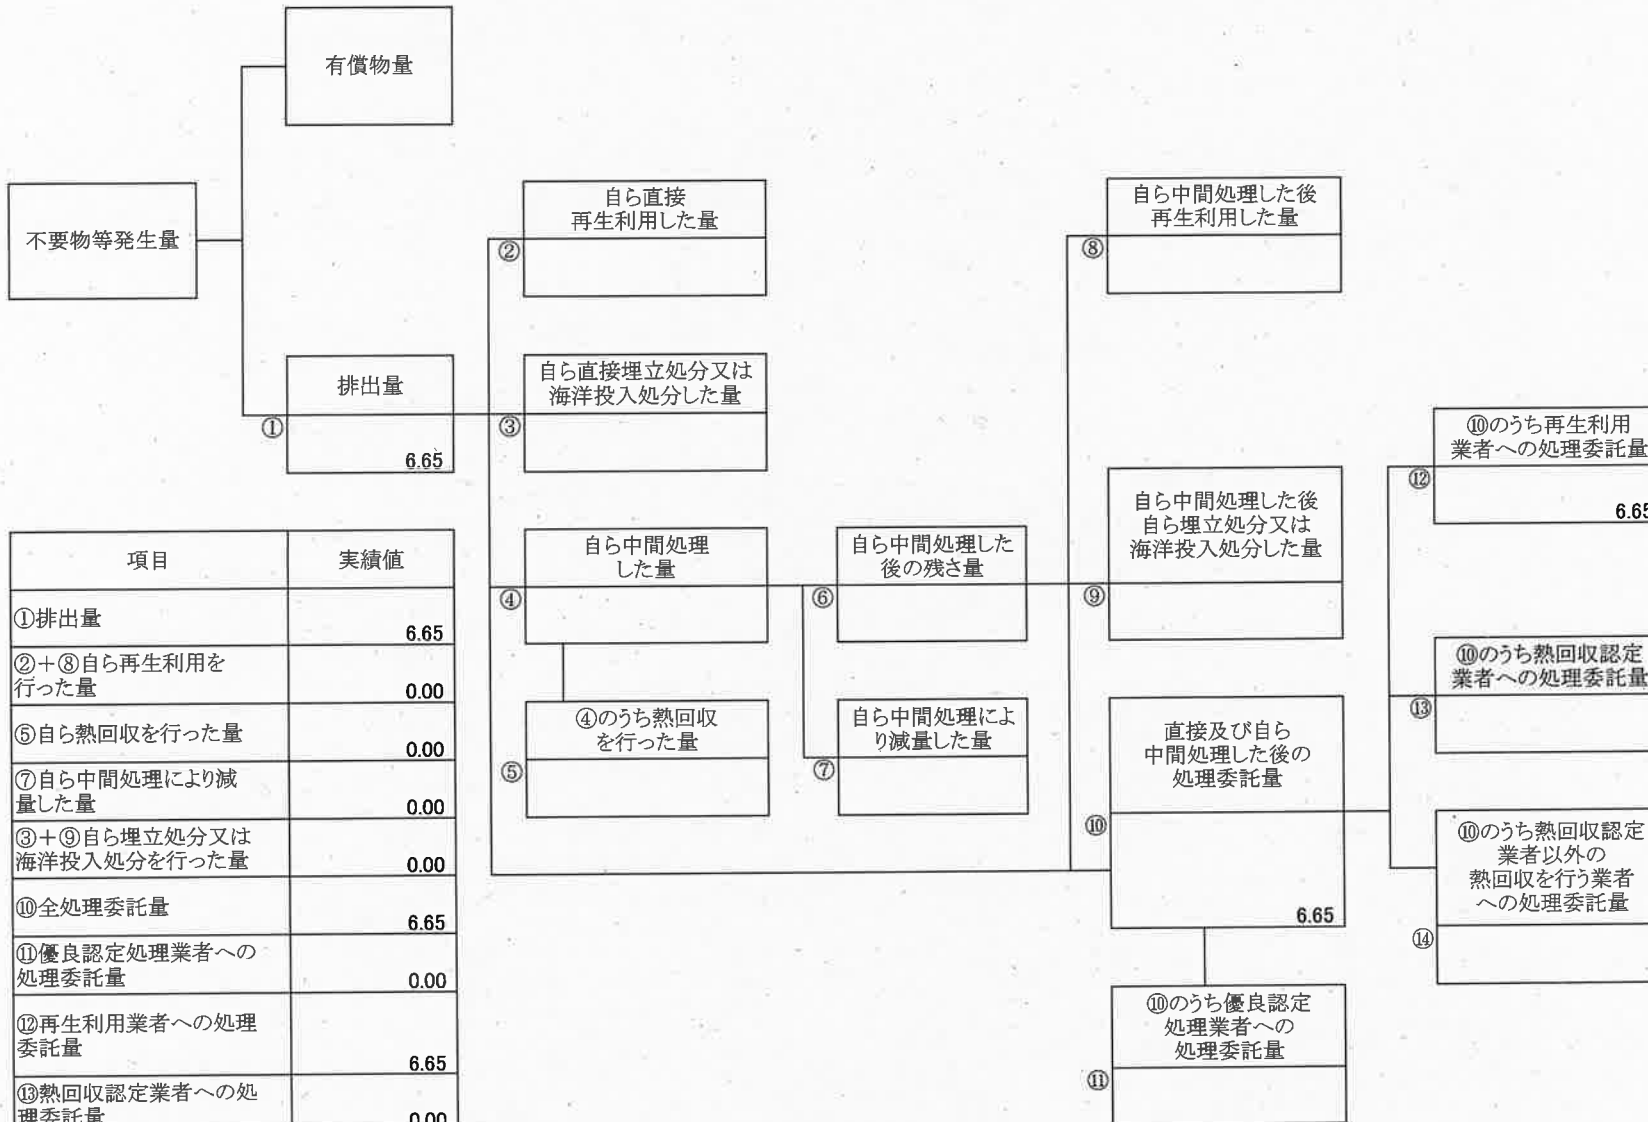 有償物量
不要物等発生量
排出量
①
6.65
自ら直接
再生利用した量
②
自ら直接埋立処分又は
海洋投入処分した量
③
自ら中間処理
した量
④
④のうち熱回収
を行った量
⑤
自ら中間処理した
後の残さ量
⑥
自ら中間処理によ
り減量した量
⑦
自ら中間処理した後
再生利用した量
⑧
自ら中間処理した後
自ら埋立処分又は
海洋投入処分した量
⑨
直接及び自ら
中間処理した後の
処理委託量
⑩
6.65
⑩のうち優良認定
処理業者への
処理委託量
⑪
⑩のうち再生利用
業者への処理委託量
⑫
6.65
⑩のうち熱回収認定
業者への処理委託量
⑬
⑩のうち熱回収認定
業者以外の
熱回収を行う業者
への処理委託量
⑭
項目 実績値
①排出量
6.65
②+⑧自ら再生利用を
行った量 0.00
⑤自ら熱回収を行った量
0.00
⑦自ら中間処理により減
量した量 0.00
③+⑨自ら埋立処分又は
海洋投入処分を行った量 0.00
⑩全処理委託量
6.65
⑪優良認定処理業者への
処理委託量 0.00
⑫再生利用業者への処理
委託量
6.65
⑬熱回収認定業者への処
理委託量 0.00